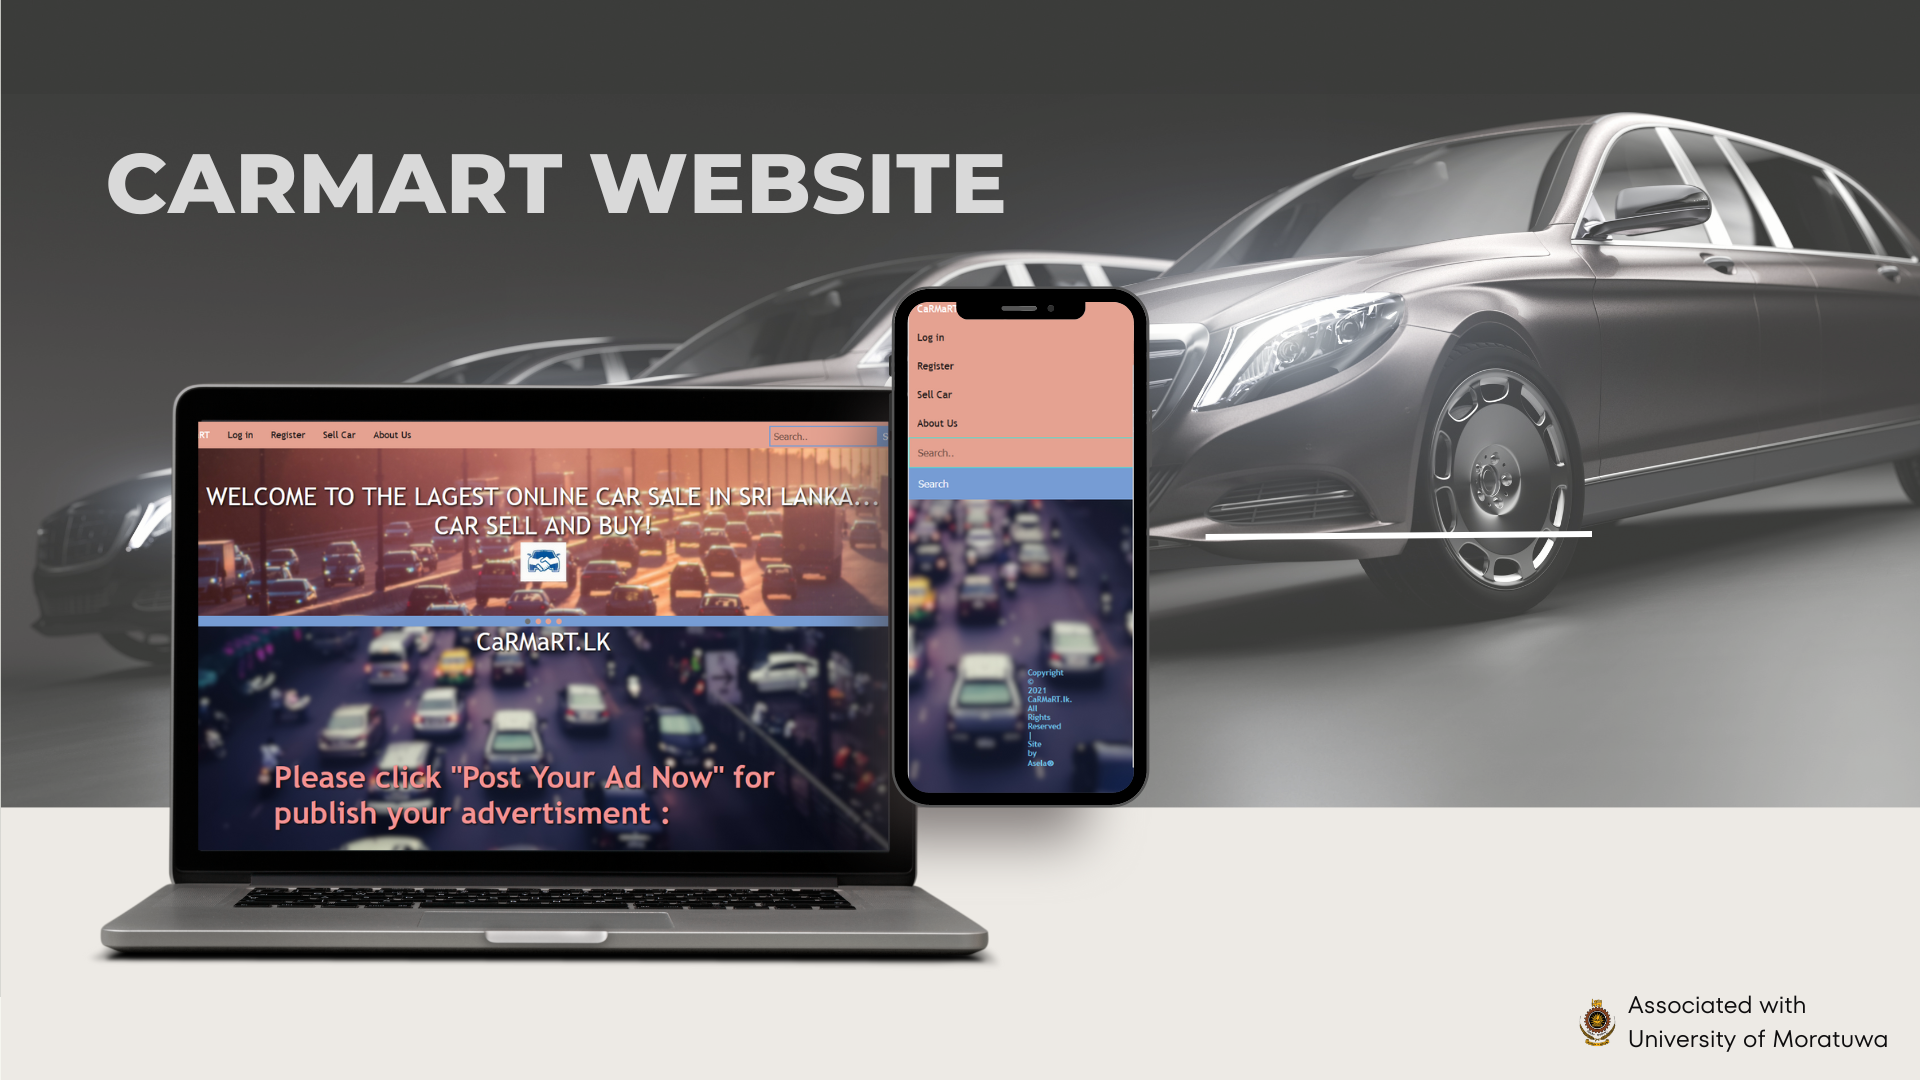 CARMART WEBSITE
RT Log in Register Sell Car About Us Search.. S
WELCOME TO THE LAGEST ONLINE CAR SALE IN SRI LANKA...
CAR SELL AND BUY!
CaRMaRT.LK
Please click "Post Your Ad Now" for
publish your advertisment :
CaRMaRT
Log in
Register
Sell Car
About Us
Search..
Search
Copyright
©
2021
CaRMaRT.lk.
All
Rights
Reserved
|
Site
by
Asela®
Associated with
University of Moratuwa